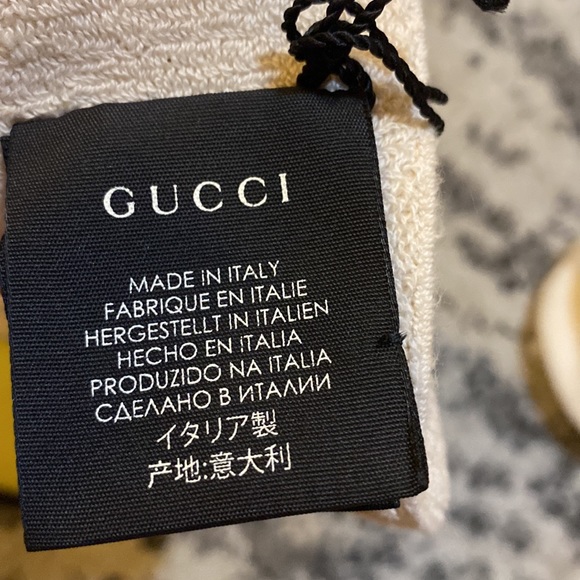 GUCCI
MADE IN ITALY
FABRIQUE EN ITALIE
HERGESTELLT IN ITALIEN
HECHO EN ITALIA
PRODUZIDO NA ITALIA
СДЕЛАНО В ИТАЛИИ
イタリア製
产地:意大利